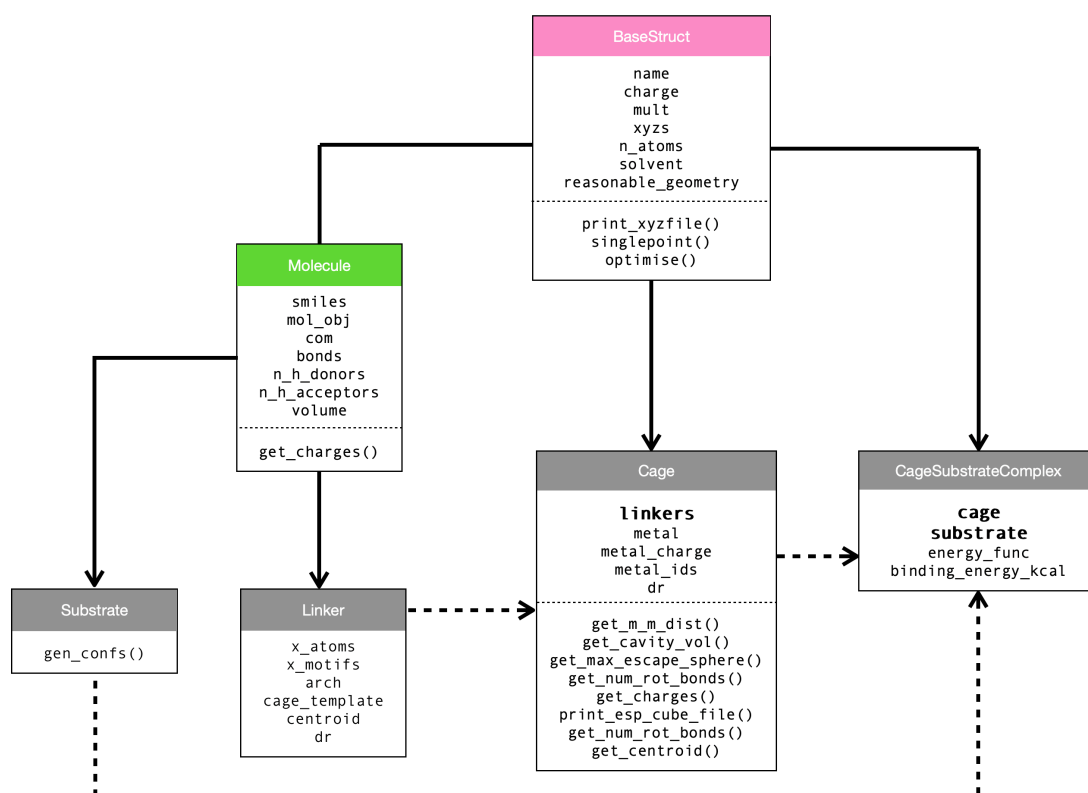 BaseStruct
name
charge
mult
xyzs
n_atoms
solvent
reasonable_geometry
print_xyzfile()
singlepoint()
optimise()
Molecule
smiles
mol_obj
com
bonds
n_h_donors
n_h_acceptors
volume
get_charges()
Substrate
gen_confs()
Linker
x_atoms
x_motifs
arch
cage_template
centroid
dr
Cage
linkers
metal
metal_charge
metal_ids
dr
get_m_m_dist()
get_cavity_vol()
get_max_escape_sphere()
get_num_rot_bonds()
get_charges()
print_esp_cube_file()
get_num_rot_bonds()
get_centroid()
CageSubstrateComplex
cage
substrate
energy_func
binding_energy_kcal